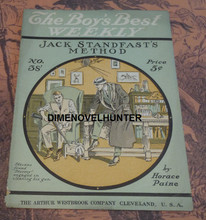 The Boy's Best
WEEKLY
JACK STANDFAST'S
METHOD
No.
38
Price
5¢
DIMENOVELHUNTER
by
Horace
Paine
THE ARTHUR WESTBROOK COMPANY CLEVELAND, U. S. A.